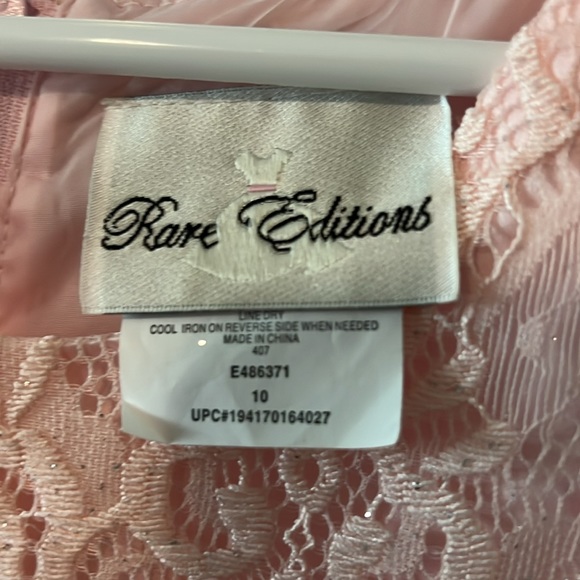 Rare Editions
LINE DRY
COOL IRON ON REVERSE SIDE WHEN NEEDED
MADE IN CHINA
407
E486371
10
UPC#194170164027